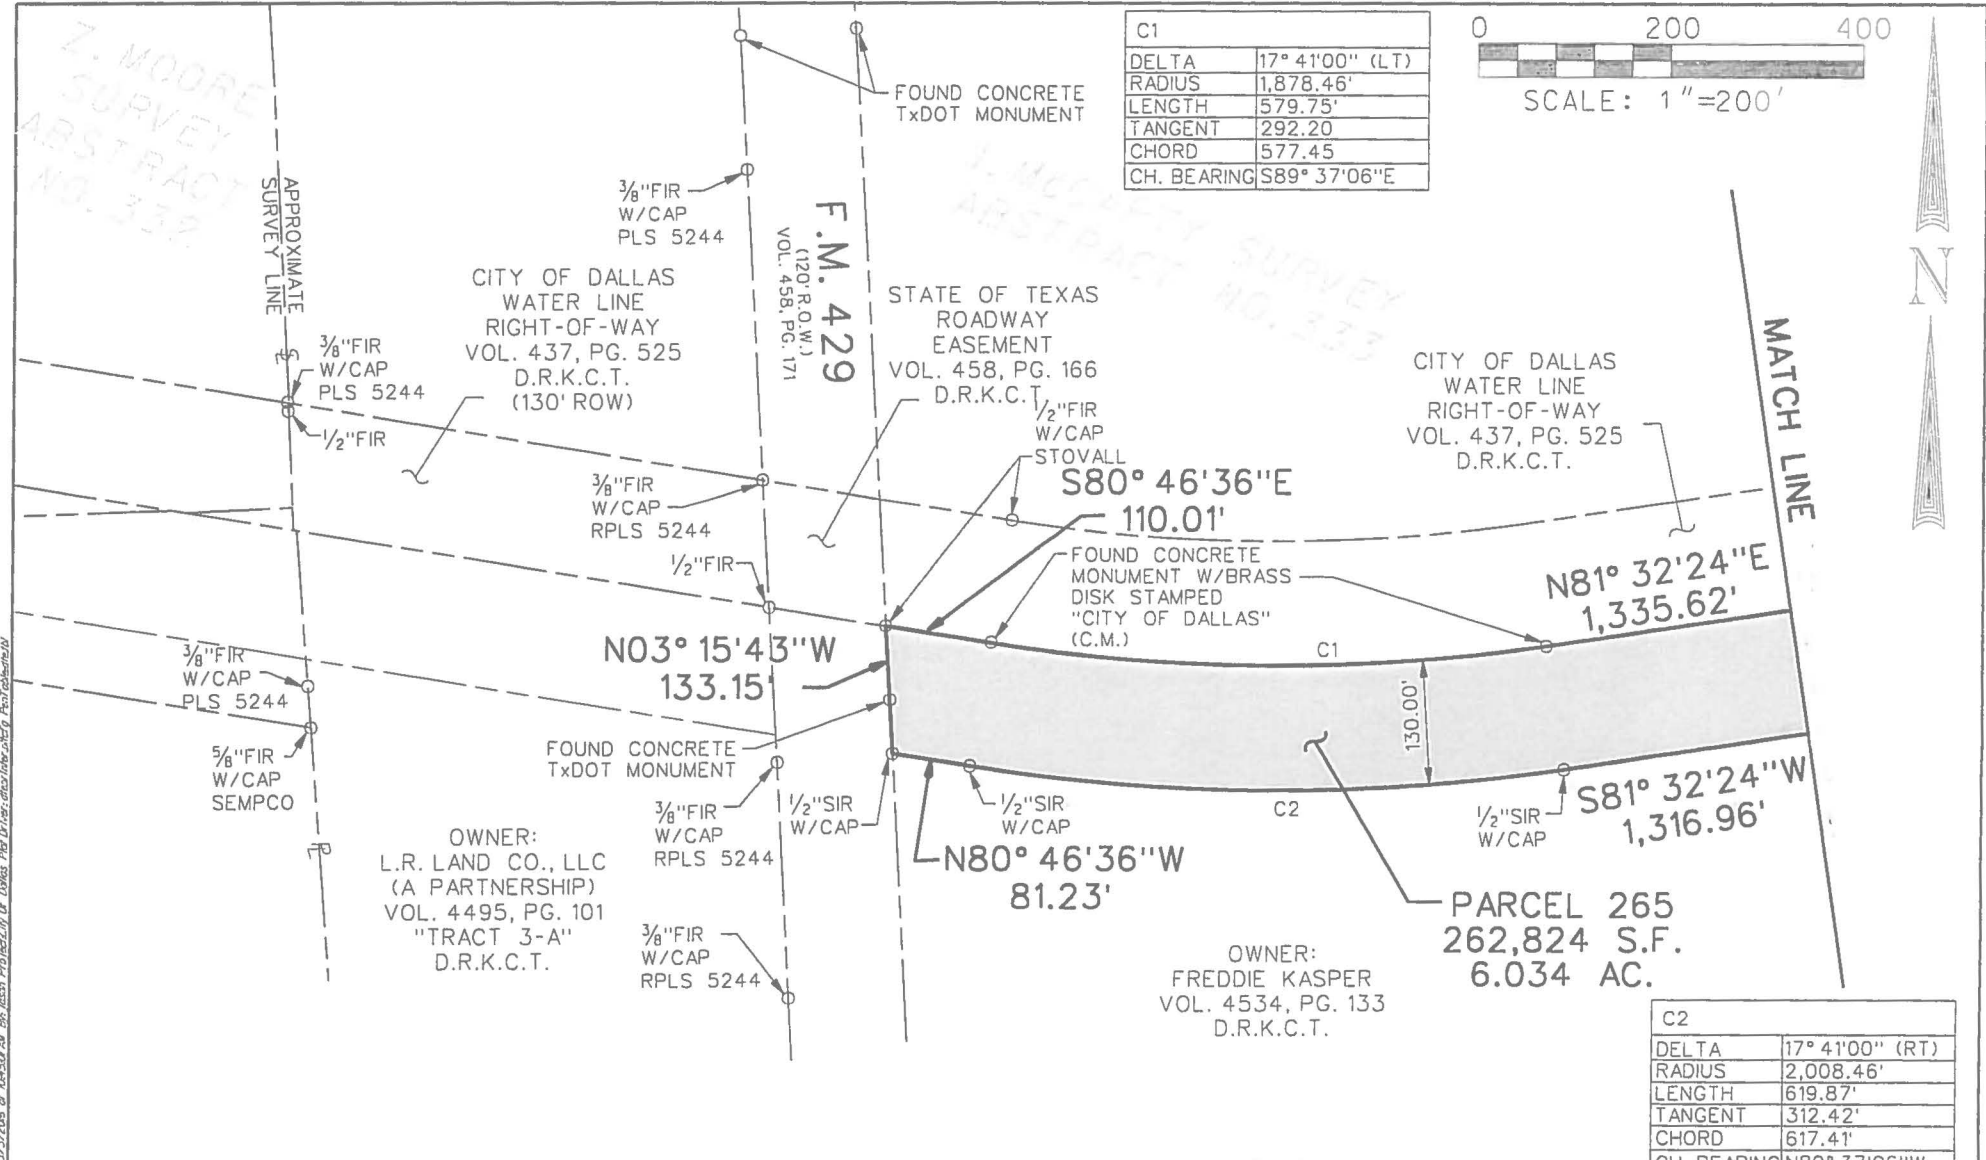 Z. MOORE
SURVEY
ABSTRACT
NO. 332
APPROXIMATE
SURVEY LINE
FOUND CONCRETE
TxDOT MONUMENT
C1
DELTA 17° 41'00" (LT)
RADIUS 1,878.46'
LENGTH 579.75'
TANGENT 292.20
CHORD 577.45
CH. BEARING S89° 37'06"E
0 200 400
SCALE: 1"=200'
N
3/8"FIR
W/CAP
PLS 5244
F.M. 429
(120'R.O.W.)
VOL. 458, PG. 171
SURVEY
ABSTRACT NO. 333
CITY OF DALLAS
WATER LINE
RIGHT-OF-WAY
VOL. 437, PG. 525
D.R.K.C.T.
(130' ROW)
STATE OF TEXAS
ROADWAY
EASEMENT
VOL. 458, PG. 166
D.R.K.C.T.
3/8"FIR
W/CAP
PLS 5244
1/2"FIR
1/2"FIR
W/CAP
STOVALL
CITY OF DALLAS
WATER LINE
RIGHT-OF-WAY
VOL. 437, PG. 525
D.R.K.C.T.
MATCH LINE
3/8"FIR
W/CAP
RPLS 5244
S80° 46'36"E
110.01'
1/2"FIR
FOUND CONCRETE
MONUMENT W/BRASS
DISK STAMPED
"CITY OF DALLAS"
(C.M.)
N81° 32'24"E
1,335.62'
N03° 15'43"W
133.15'
C1
130.00'
3/8"FIR
W/CAP
PLS 5244
5/8"FIR
W/CAP
SEMPCO
FOUND CONCRETE
TxDOT MONUMENT
3/8"FIR
W/CAP
RPLS 5244
1/2"SIR
W/CAP
1/2"SIR
W/CAP
C2
1/2"SIR
W/CAP
S81° 32'24"W
1,316.96'
N80° 46'36"W
81.23'
OWNER:
L.R. LAND CO., LLC
(A PARTNERSHIP)
VOL. 4495, PG. 101
"TRACT 3-A"
D.R.K.C.T.
3/8"FIR
W/CAP
RPLS 5244
PARCEL 265
262,824 S.F.
6.034 AC.
OWNER:
FREDDIE KASPER
VOL. 4534, PG. 133
D.R.K.C.T.
C2
DELTA 17° 41'00" (RT)
RADIUS 2,008.46'
LENGTH 619.87'
TANGENT 312.42'
CHORD 617.41'
CH. BEARING N89° 37'06"W